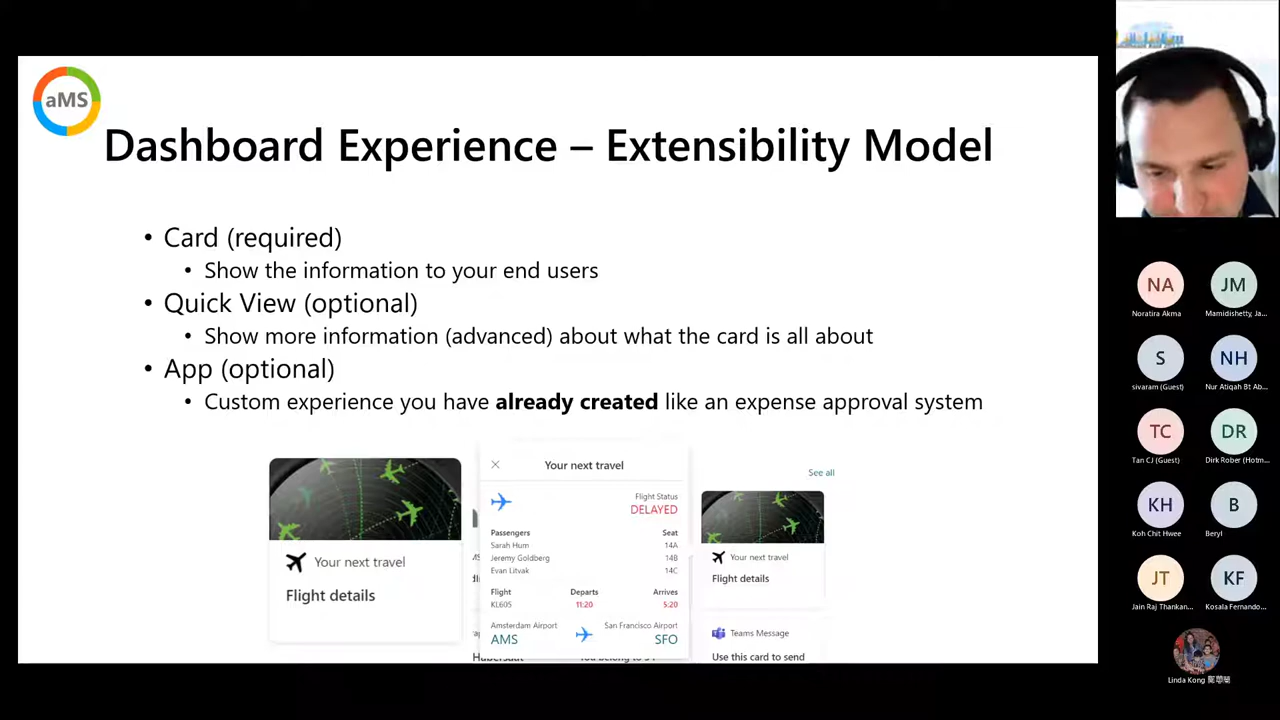 aMS
Dashboard Experience – Extensibility Model
• Card (required)
• Show the information to your end users
• Quick View (optional)
• Show more information (advanced) about what the card is all about
• App (optional)
• Custom experience you have already created like an expense approval system
Your next travel
Flight details
Your next travel
Flight Status
DELAYED
Passengers Seat
Sarah Hum 14A
Jeremy Goldberg 14B
Evan Litvak 14C
Flight Departs Arrives
KL605 11:20 5:20
Amsterdam Airport San Francisco Airport
AMS SFO
See all
Your next travel
Flight details
Teams Message
Use this card to send
NA JM
Noratira Akma Mamidishetty, Ja...
S NH
sivaram (Guest) Nur Atiqah Bt Ab...
TC DR
Tan CJ (Guest) Dirk Rober (Hotm...
KH B
Koh Chit Hwee Beryl
JT KF
Jain Raj Thankan... Kosala Fernando...
Linda Kong